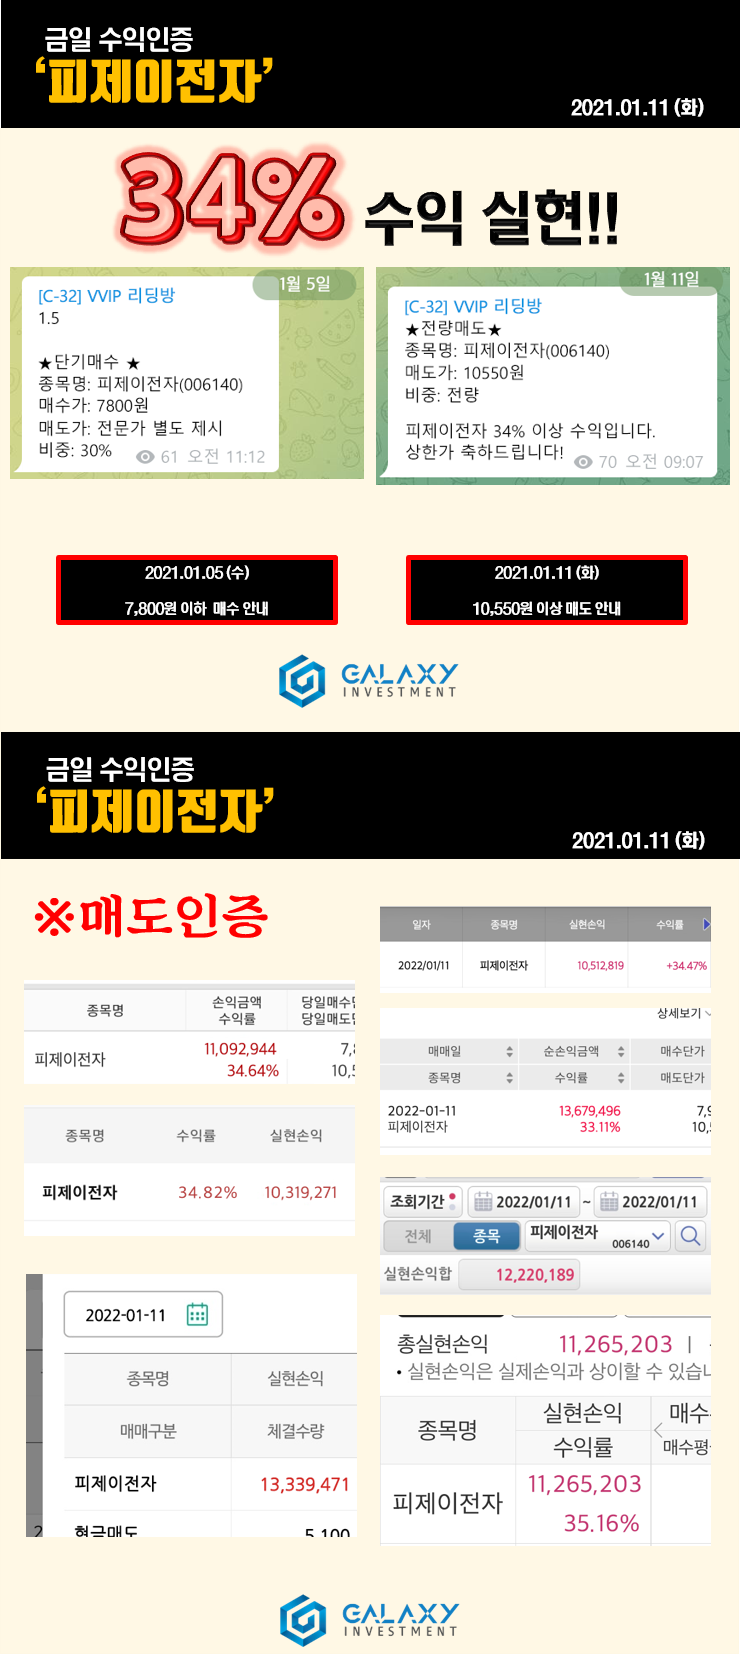 금일 수익인증
‘피제이전자’
2021.01.11 (화)
34% 수익 실현!!
1월 5일
[C-32] VVIP 리딩방
1.5
★단기매수 ★
종목명: 피제이전자(006140)
매수가: 7800원
매도가: 전문가 별도 제시
비중: 30%
61 오전 11:12
1월 11일
[C-32] VVIP 리딩방
★전량매도★
종목명: 피제이전자(006140)
매도가: 10550원
비중: 전량
피제이전자 34% 이상 수익입니다.
상한가 축하드립니다!
70 오전 09:07
2021.01.05 (수)
7,800원 이하 매수 안내
2021.01.11 (화)
10,550원 이상 매도 안내
GALAXY
INVESTMENT
금일 수익인증
‘피제이전자’
2021.01.11 (화)
※매도인증
종목명 손익금액 당일매수
수익률 당일매도
피제이전자 11,092,944 7,
34.64% 10,
종목명 수익률 실현손익
피제이전자 34.82% 10,319,271
2022-01-11
종목명 실현손익
매매구분 체결수량
피제이전자 13,339,471
현금매도 5,100
일자 종목명 실현손익 수익률
2022/01/11 피제이전자 10,512,819 +34.47%
상세보기
매매일 순손익금액 매수단가
종목명 수익률 매도단가
2022-01-11 13,679,496 7,9
피제이전자 33.11% 10,
조회기간 2022/01/11 ~ 2022/01/11
전체 종목 피제이전자 006140
실현손익합 12,220,189
총실현손익 11,265,203 |
• 실현손익은 실제손익과 상이할 수 있습니
종목명 실현손익 매수
수익률 매수평
피제이전자 11,265,203
35.16%
GALAXY
INVESTMENT